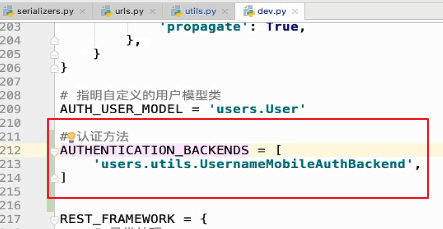 serializers.py urls.py utils.py dev.py
203 'propagate': True,
204 },
205 }
206 }
207
208 # 指明自定义的用户模型类
209 AUTH_USER_MODEL = 'users.User'
210
211 # 认证方法
212 AUTHENTICATION_BACKENDS = [
213 'users.utils.UsernameMobileAuthBackend',
214 ]
215
216
217 REST_FRAMEWORK = {